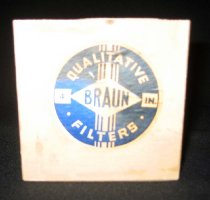 QUALITATIVE
4 BRAUN IN.
FILTERS